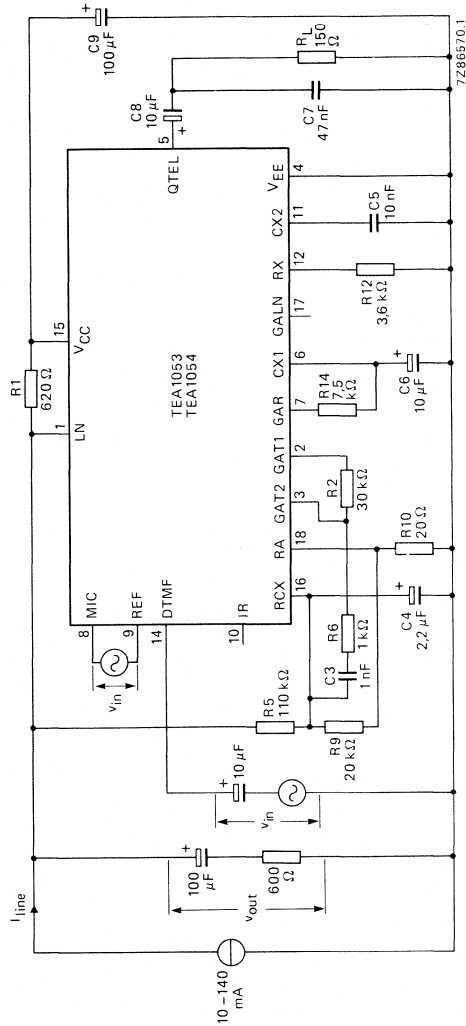 R1
620 Ω
C9
100 µF
+
I line
LN
1
VCC
15
TEA1053
TEA1054
8
MIC
9
REF
14
DTMF
10
IR
vin
QTEL
5
C8
10 µF
+
RL
150
Ω
C7
47 nF
10 –140
mA
vout
100
µF
+
600
Ω
vin
10 µF
+
R5
110 kΩ
R9
20 kΩ
C3
1 nF
R6
1 kΩ
RCX
16
RA
18
GAT2
3
GAT1
2
GAR
7
CX1
6
GALN
17
RX
12
CX2
11
VEE
4
R2
30 kΩ
R14
7,5
kΩ
C4
2,2 µF
+
R10
20 Ω
C6
10 µF
+
R12
3,6 kΩ
C5
10 nF
7Z86570.1